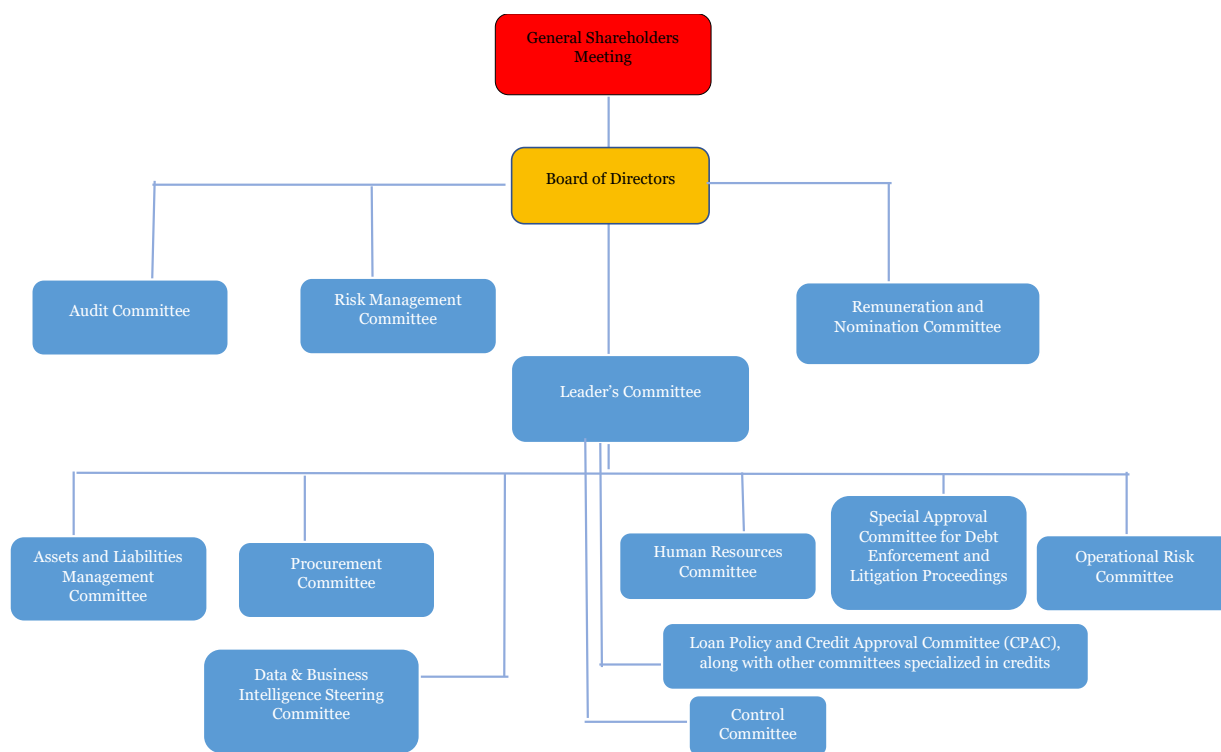 General Shareholders
Meeting
Board of Directors
Audit Committee
Risk Management
Committee
Remuneration and
Nomination Committee
Leader’s Committee
Assets and Liabilities
Management
Committee
Procurement
Committee
Human Resources
Committee
Special Approval
Committee for Debt
Enforcement and
Litigation Proceedings
Operational Risk
Committee
Loan Policy and Credit Approval Committee (CPAC),
along with other committees specialized in credits
Data & Business
Intelligence Steering
Committee
Control
Committee